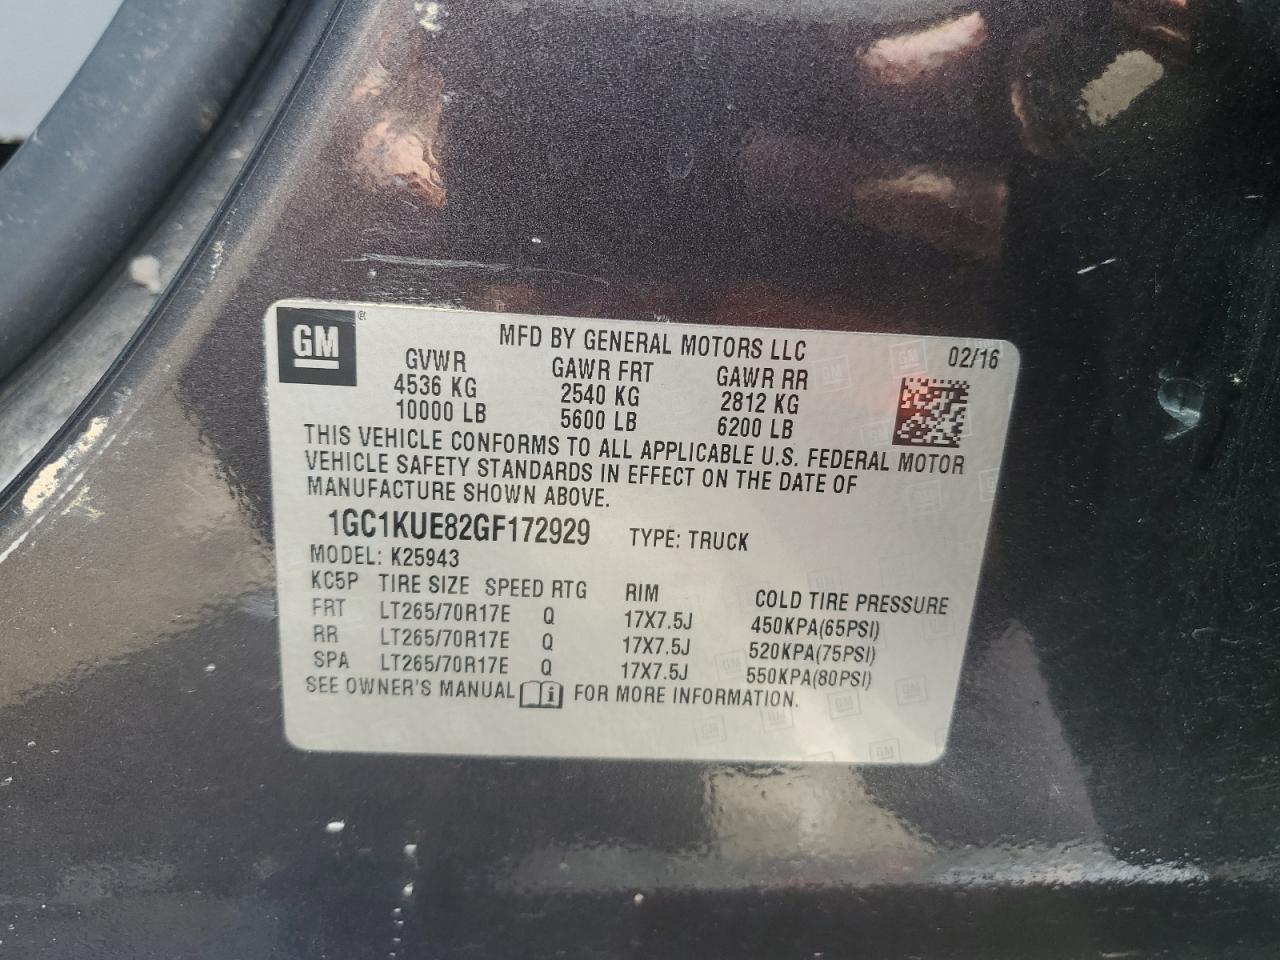 GM ®
MFD BY GENERAL MOTORS LLC 02/16
GVWR GAWR FRT GAWR RR
4536 KG 2540 KG 2812 KG
10000 LB 5600 LB 6200 LB
THIS VEHICLE CONFORMS TO ALL APPLICABLE U.S. FEDERAL MOTOR
VEHICLE SAFETY STANDARDS IN EFFECT ON THE DATE OF
MANUFACTURE SHOWN ABOVE.
1GC1KUE82GF172929 TYPE: TRUCK
MODEL: K25943
KC5P TIRE SIZE SPEED RTG RIM COLD TIRE PRESSURE
FRT LT265/70R17E Q 17X7.5J 450KPA(65PSI)
RR LT265/70R17E Q 17X7.5J 520KPA(75PSI)
SPA LT265/70R17E Q 17X7.5J 550KPA(80PSI)
SEE OWNER'S MANUAL i FOR MORE INFORMATION.